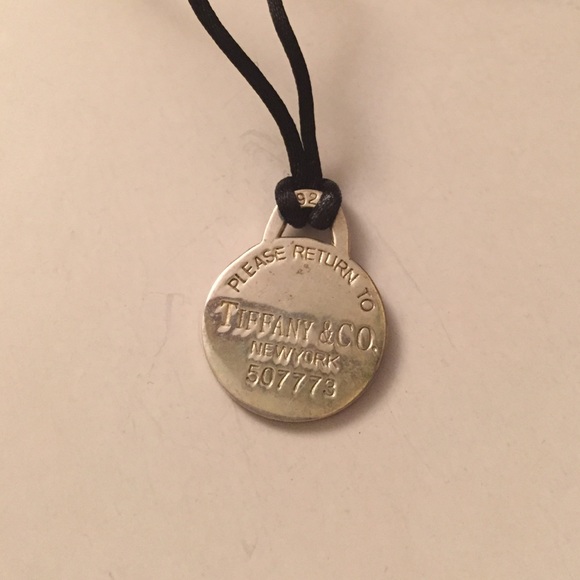 92
PLEASE RETURN TO
TIFFANY & CO.
NEW YORK
507773